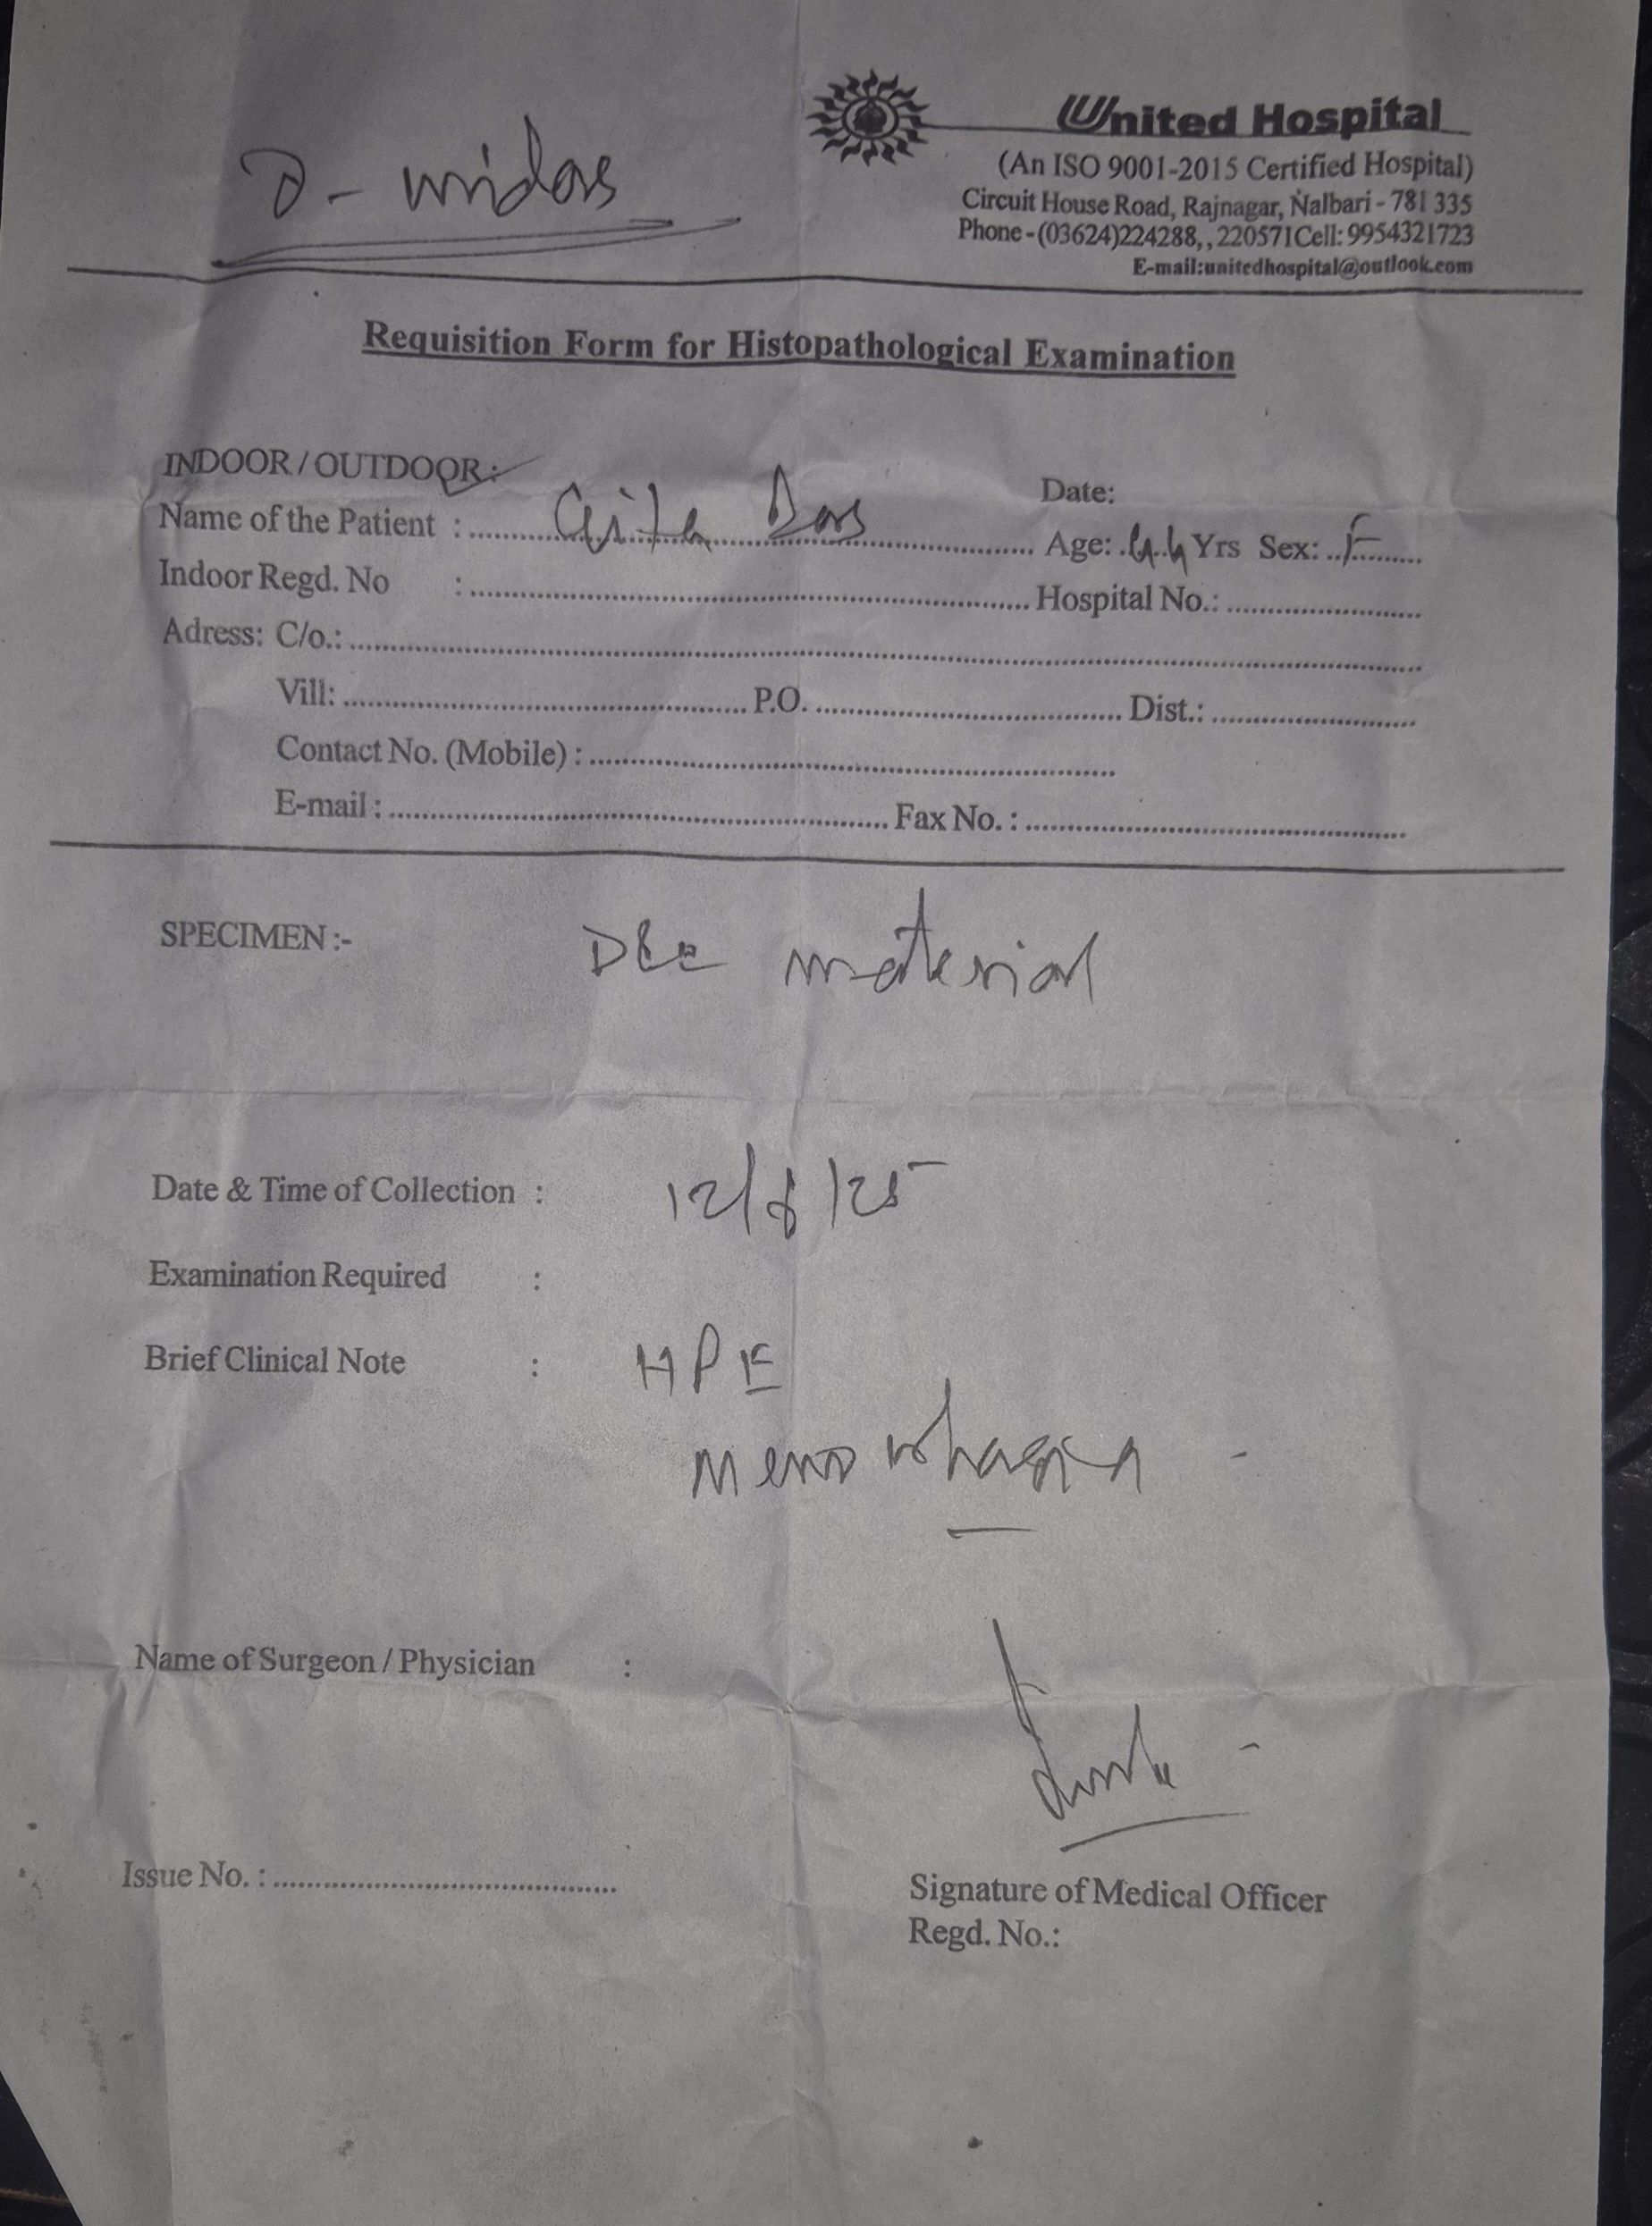 United Hospital
(An ISO 9001-2015 Certified Hospital)
Circuit House Road, Rajnagar, Nalbari - 781 335
Phone - (03624)224288, , 220571Cell: 9954321723
E-mail:unitedhospital@outlook.com
Requisition Form for Histopathological Examination
INDOOR / OUTDOOR :
Date:
Name of the Patient : Gita Das Age: 44 Yrs Sex: F
Indoor Regd. No : Hospital No.:
Adress: C/o.:
Vill: P.O. Dist.:
Contact No. (Mobile) :
E-mail : Fax No. :
SPECIMEN :- D&C material
Date & Time of Collection : 12/8/25
Examination Required :
Brief Clinical Note : HPE
Menorrhagia
Name of Surgeon / Physician :
Issue No. :
Signature of Medical Officer
Regd. No.: